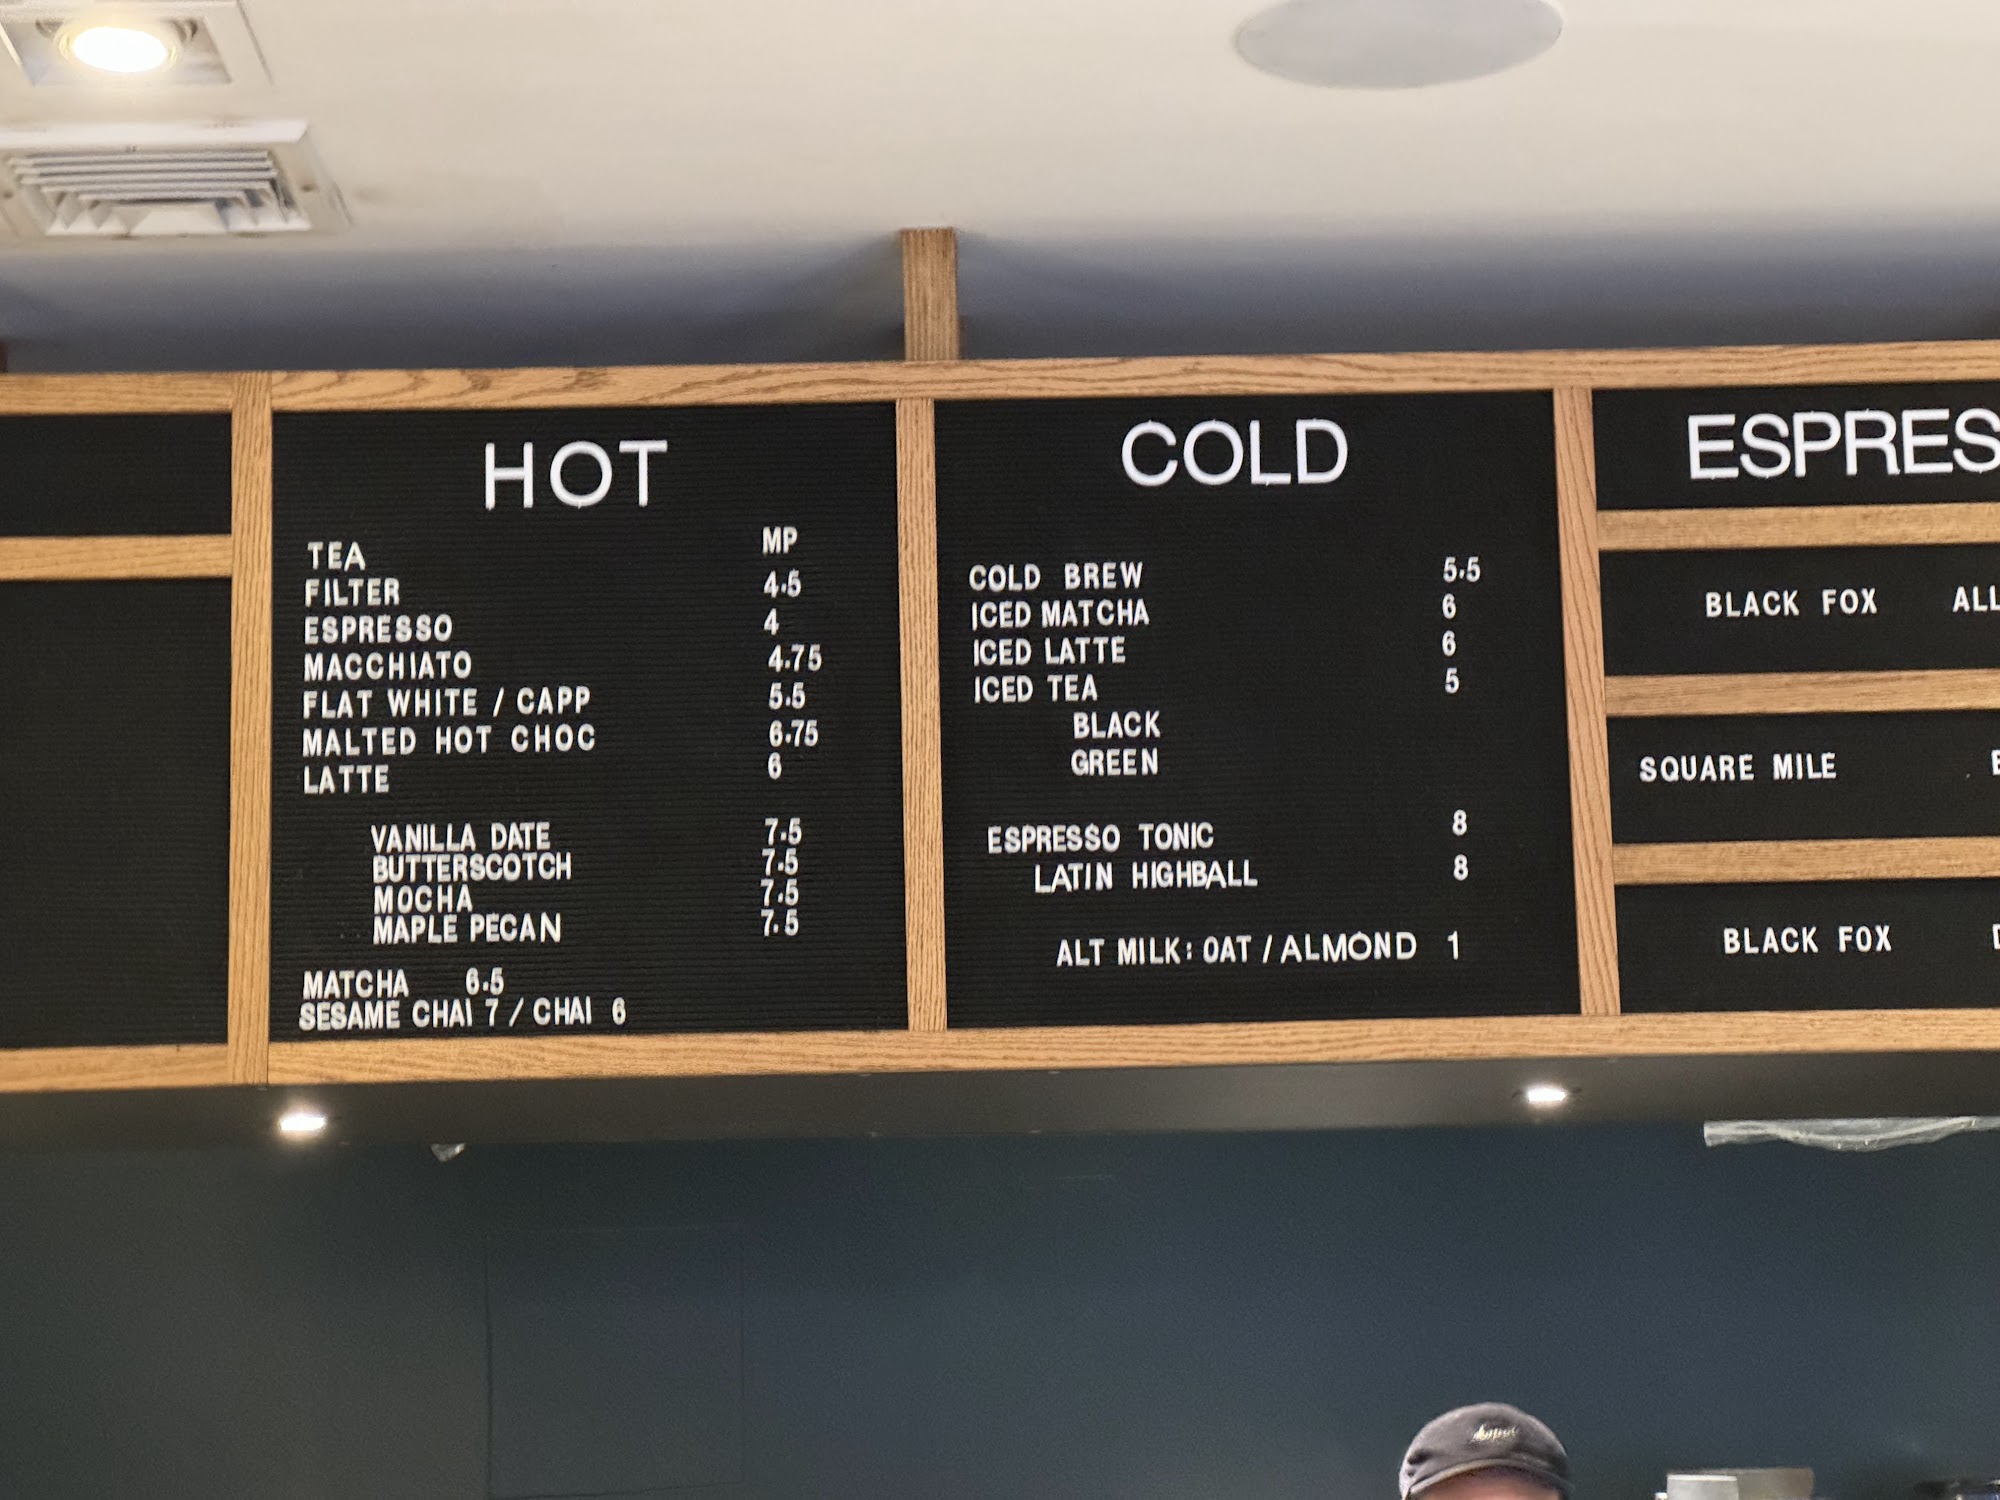 HOT
TEA MP
FILTER 4.5
ESPRESSO 4
MACCHIATO 4.75
FLAT WHITE / CAPP 5.5
MALTED HOT CHOC 6.75
LATTE 6
VANILLA DATE 7.5
BUTTERSCOTCH 7.5
MOCHA 7.5
MAPLE PECAN 7.5
MATCHA 6.5
SESAME CHAI 7 / CHAI 6
COLD
COLD BREW 5.5
ICED MATCHA 6
ICED LATTE 6
ICED TEA 5
BLACK
GREEN
ESPRESSO TONIC 8
LATIN HIGHBALL 8
ALT MILK: OAT / ALMOND 1
ESPRES
BLACK FOX ALL
SQUARE MILE
BLACK FOX